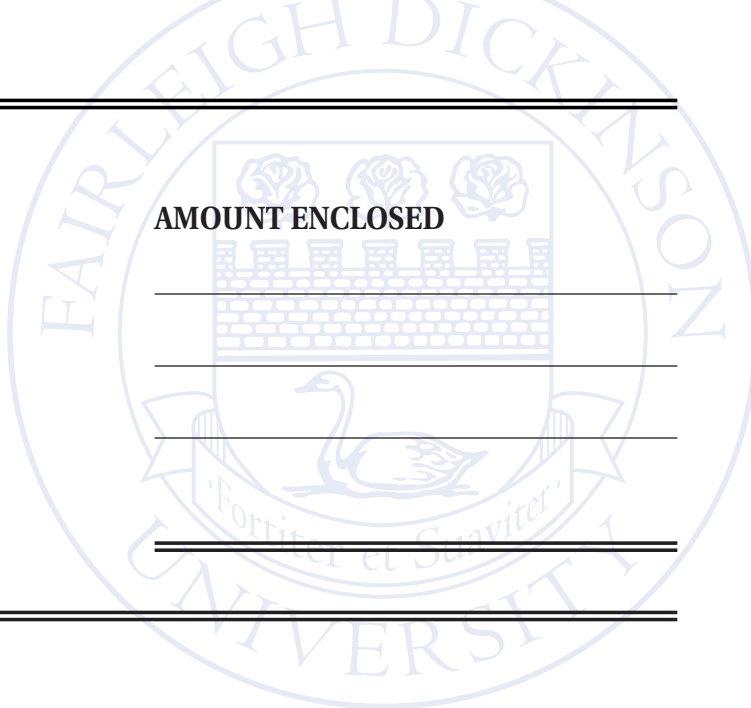 FAIRLEIGH DICKINSON
AMOUNT ENCLOSED
·Fortiter et Suaviter·
UNIVERSITY